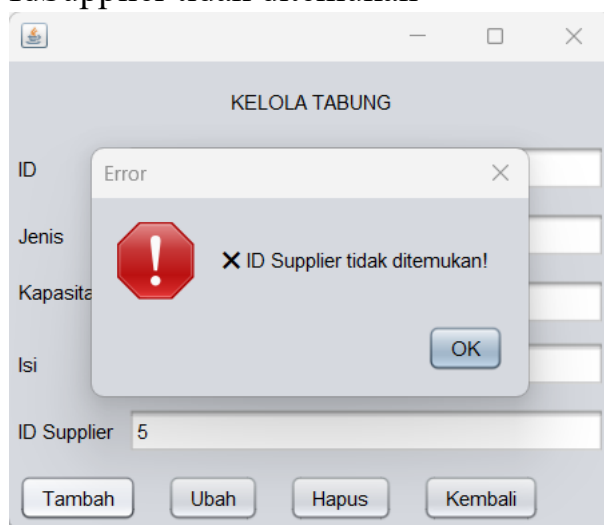 KELOLA TABUNG
ID
Error
Jenis
❌ ID Supplier tidak ditemukan!
Kapasita
OK
Isi
ID Supplier 5
Tambah Ubah Hapus Kembali